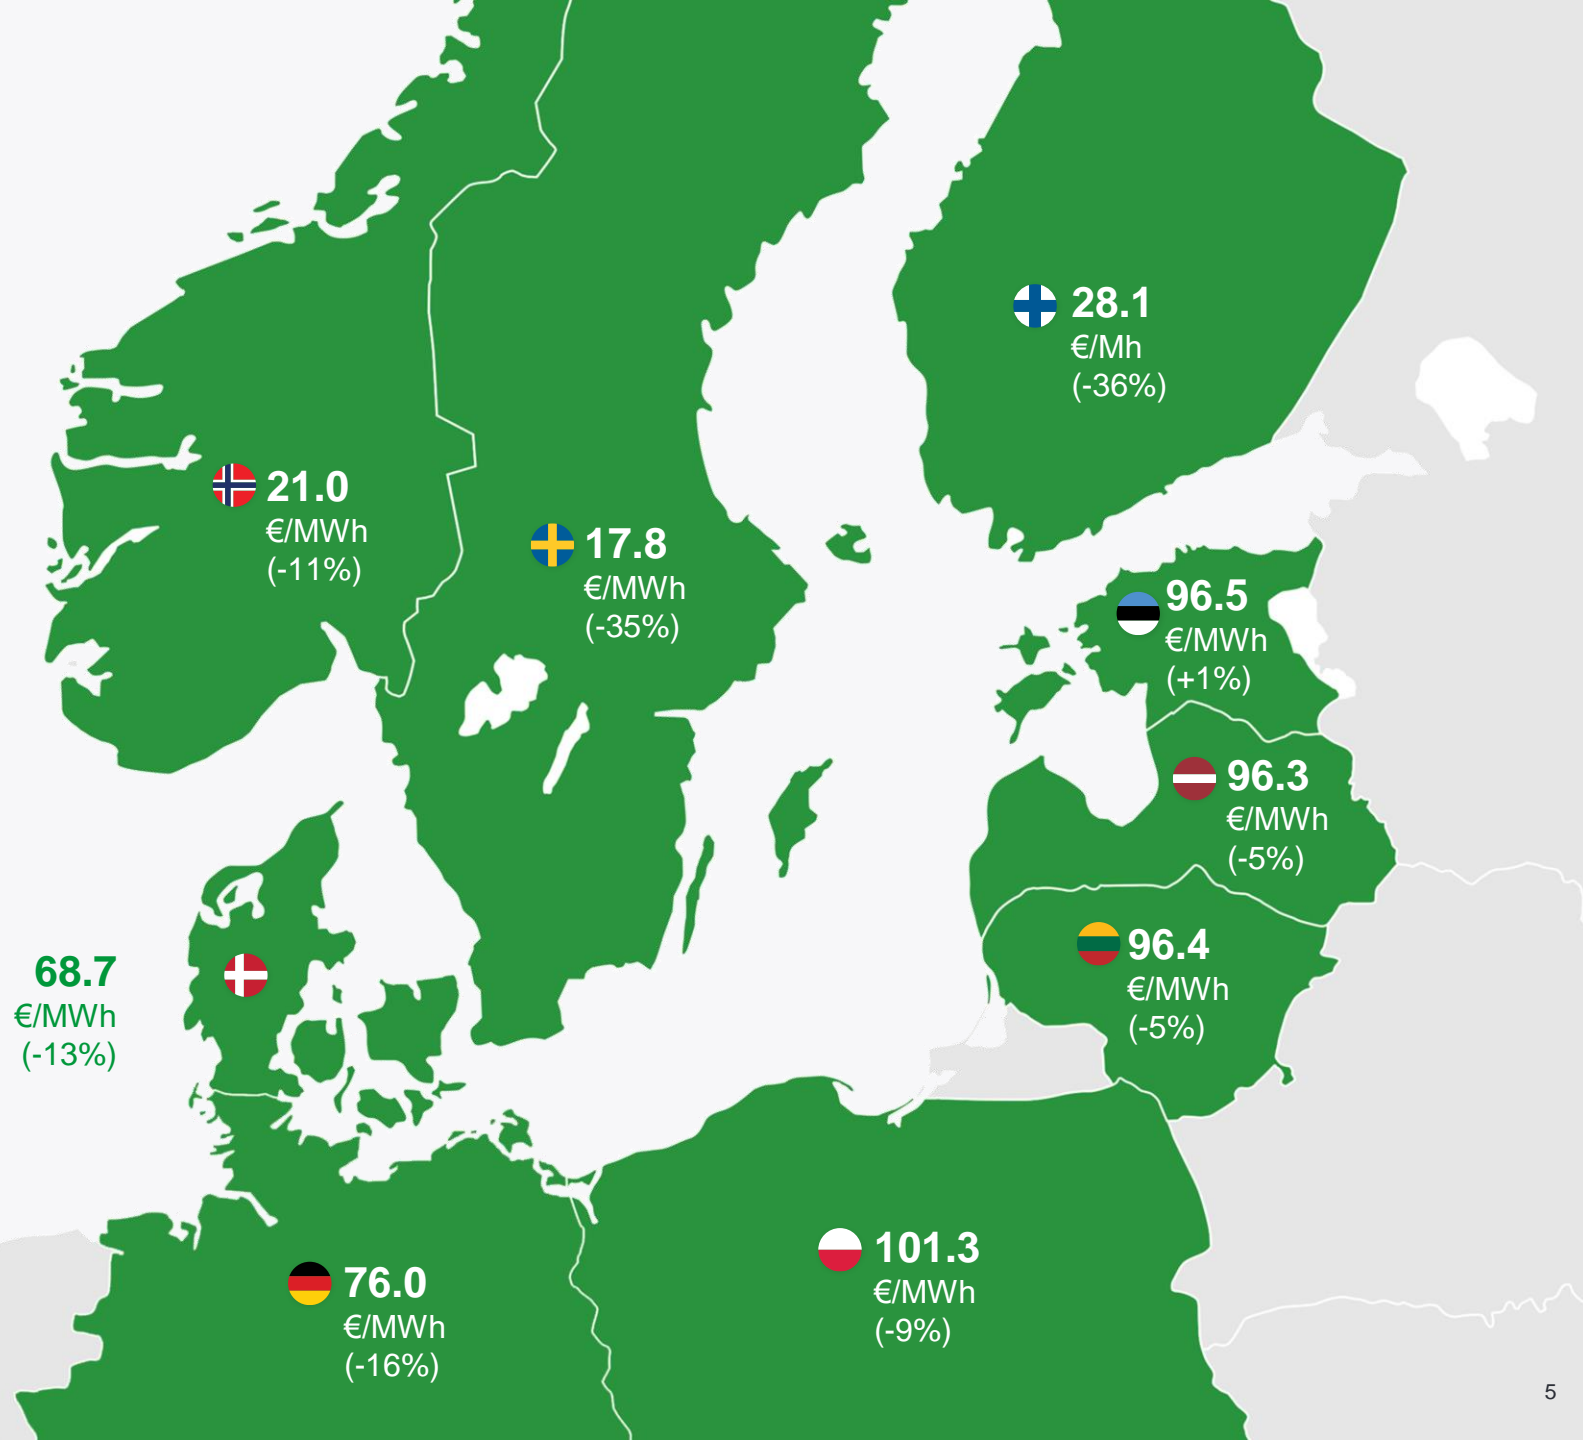 28.1
€/Mh
(-36%)
21.0
€/MWh
(-11%)
17.8
€/MWh
(-35%)
96.5
€/MWh
(+1%)
96.3
€/MWh
(-5%)
96.4
€/MWh
(-5%)
68.7
€/MWh
(-13%)
101.3
€/MWh
(-9%)
76.0
€/MWh
(-16%)
5